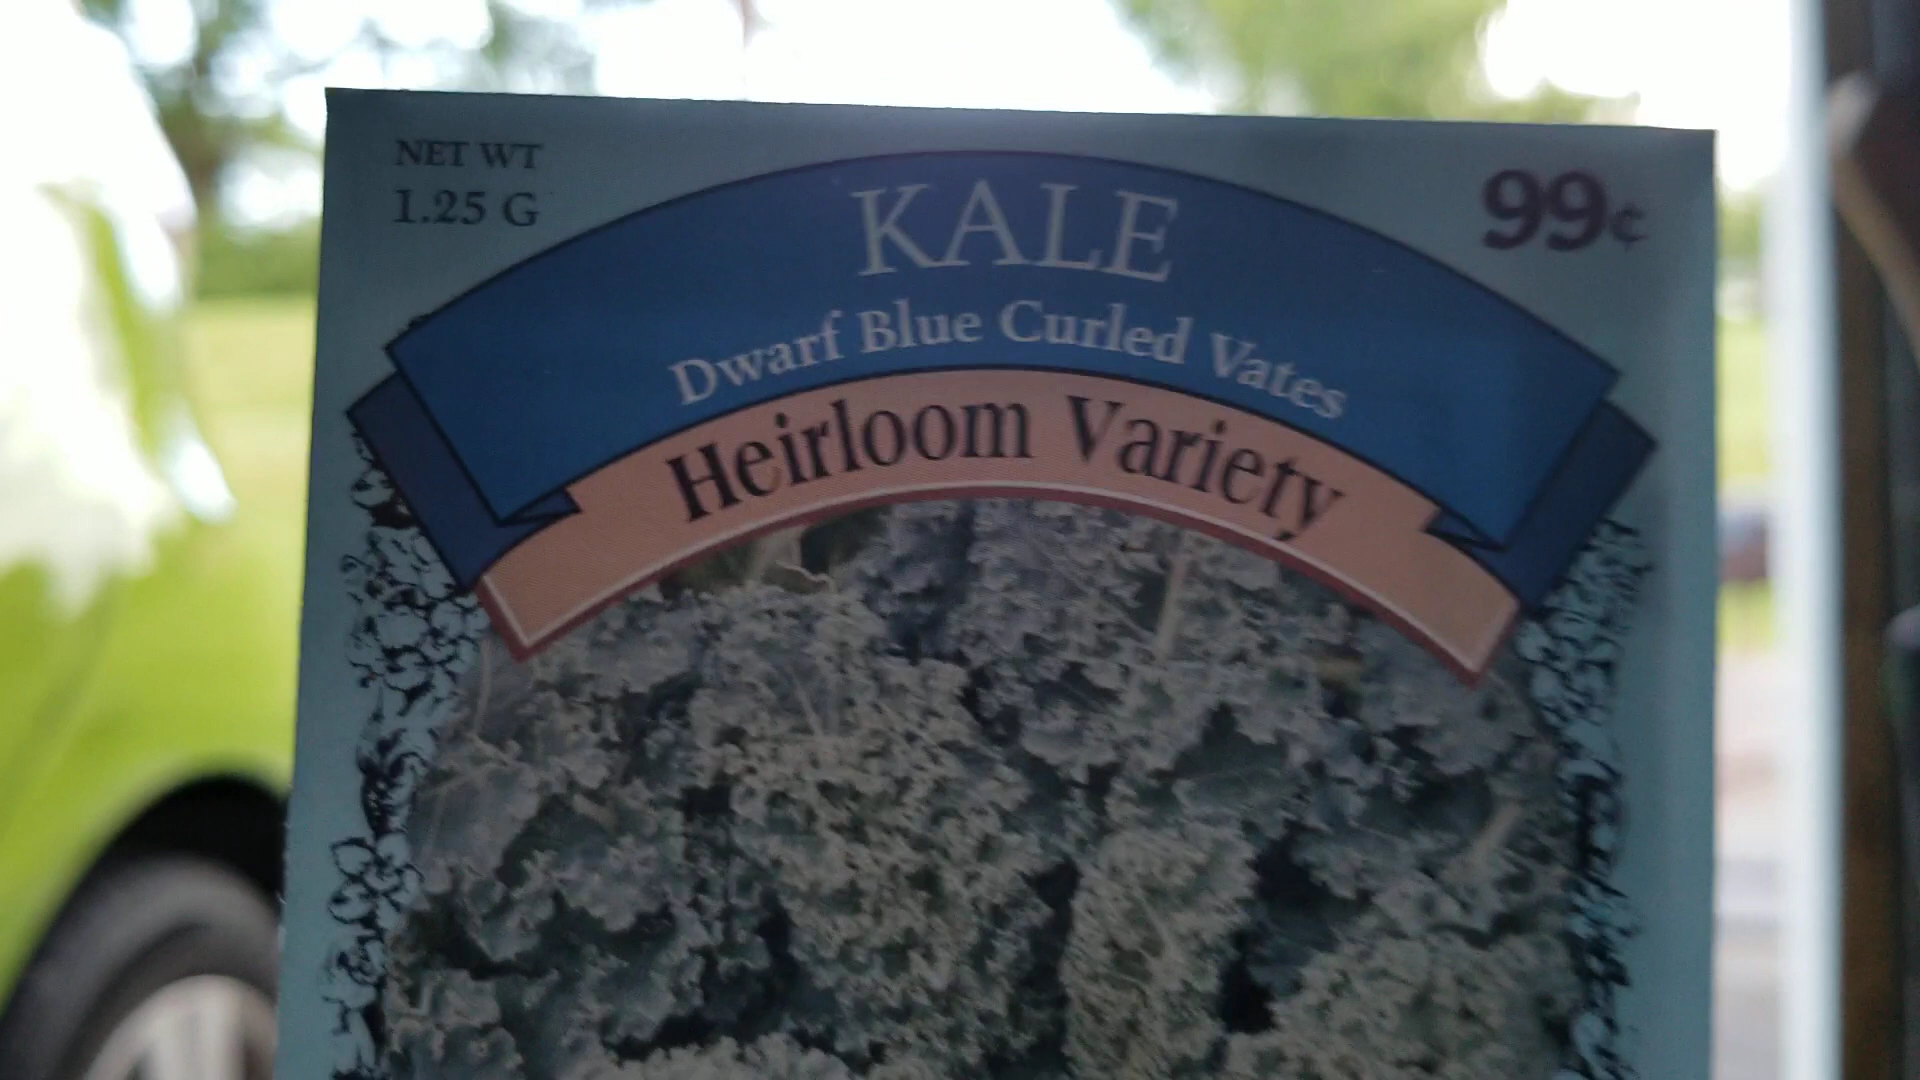 NET WT
1.25 G
KALE
99¢
Dwarf Blue Curled Vates
Heirloom Variety